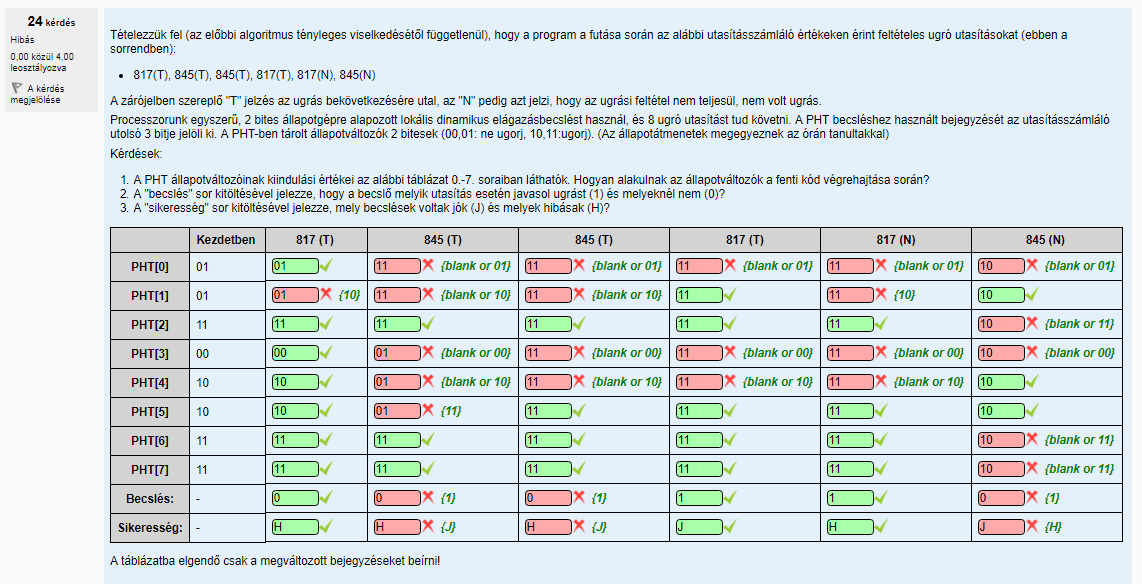 24 kérdés
Hibás
0,00 közül 4,00
leosztályozva
A kérdés
megjelölése
Tételezzük fel (az előbbi algoritmus tényleges viselkedésétől függetlenül), hogy a program a futása során az alábbi utasításszámláló értékeken érint feltételes ugró utasításokat (ebben a
sorrendben):
• 817(T), 845(T), 845(T), 817(T), 817(N), 845(N)
A zárójelben szereplő "T" jelzés az ugrás bekövetkezésére utal, az "N" pedig azt jelzi, hogy az ugrási feltétel nem teljesül, nem volt ugrás.
Processzorunk egyszerű, 2 bites állapotgépre alapozott lokális dinamikus elágazásbecslést használ, és 8 ugró utasítást tud követni. A PHT becsléshez használt bejegyzését az utasításszámláló
utolsó 3 bitje jelöli ki. A PHT-ben tárolt állapotváltozók 2 bitesek (00,01: ne ugorj, 10,11:ugorj). (Az állapotátmenetek megegyeznek az órán tanultakkal)
Kérdések:
1. A PHT állapotváltozóinak kiindulási értékei az alábbi táblázat 0.-7. soraiban láthatók. Hogyan alakulnak az állapotváltozók a fenti kód végrehajtása során?
2. A "becslés" sor kitöltésével jelezze, hogy a becslő melyik utasítás esetén javasol ugrást (1) és melyeknél nem (0)?
3. A "sikeresség" sor kitöltésével jelezze, mely becslések voltak jók (J) és melyek hibásak (H)?
Kezdetben 817 (T) 845 (T) 845 (T) 817 (T) 817 (N) 845 (N)
PHT[0] 01 01 11 {blank or 01} 11 {blank or 01} 11 {blank or 01} 11 {blank or 01} 10 {blank or 01}
PHT[1] 01 01 {10} 11 {blank or 10} 11 {blank or 10} 11 11 {10} 10
PHT[2] 11 11 11 11 11 11 10 {blank or 11}
PHT[3] 00 00 01 {blank or 00} 11 {blank or 00} 11 {blank or 00} 11 {blank or 00} 10 {blank or 00}
PHT[4] 10 10 01 {blank or 10} 11 {blank or 10} 11 {blank or 10} 11 {blank or 10} 10
PHT[5] 10 10 01 {11} 11 11 11 10
PHT[6] 11 11 11 11 11 11 10 {blank or 11}
PHT[7] 11 11 11 11 11 11 10 {blank or 11}
Becslés: - 0 0 {1} 0 {1} 1 1 0 {1}
Sikeresség: - H H {J} H {J} J H J {H}
A táblázatba elgendő csak a megváltozott bejegyzéseket beírni!